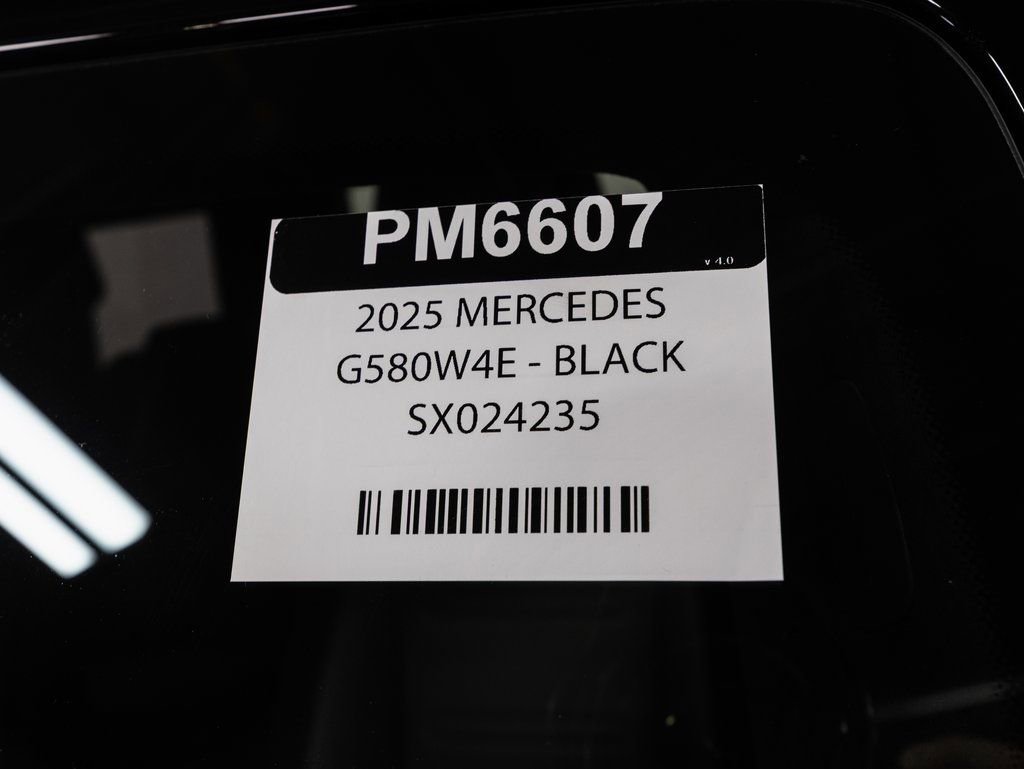 PM6607
v 4.0
2025 MERCEDES
G580W4E - BLACK
SX024235